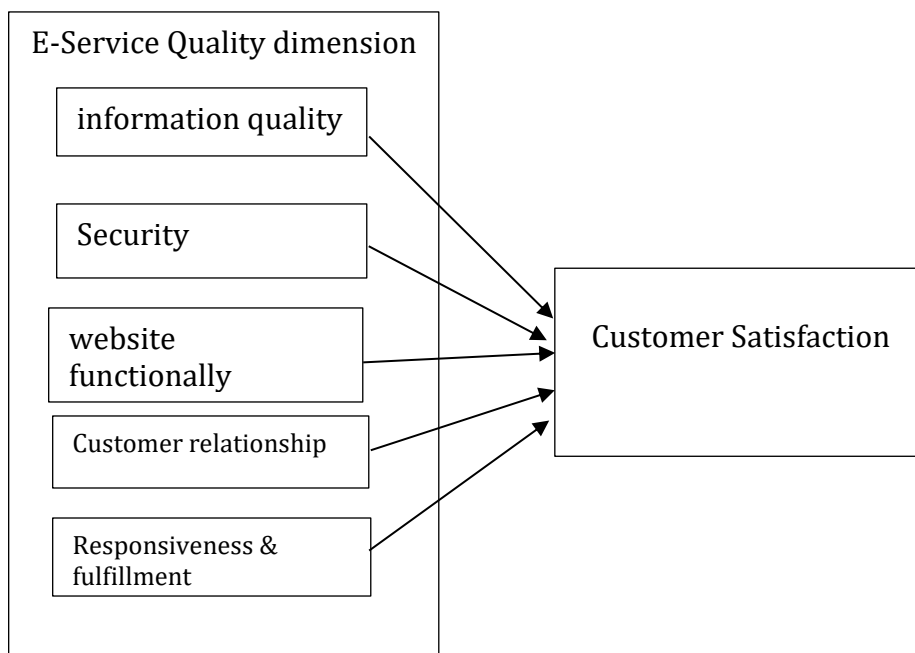 E-Service Quality dimension
information quality
Security
website
functionally
Customer relationship
Responsiveness &
fulfillment
Customer Satisfaction